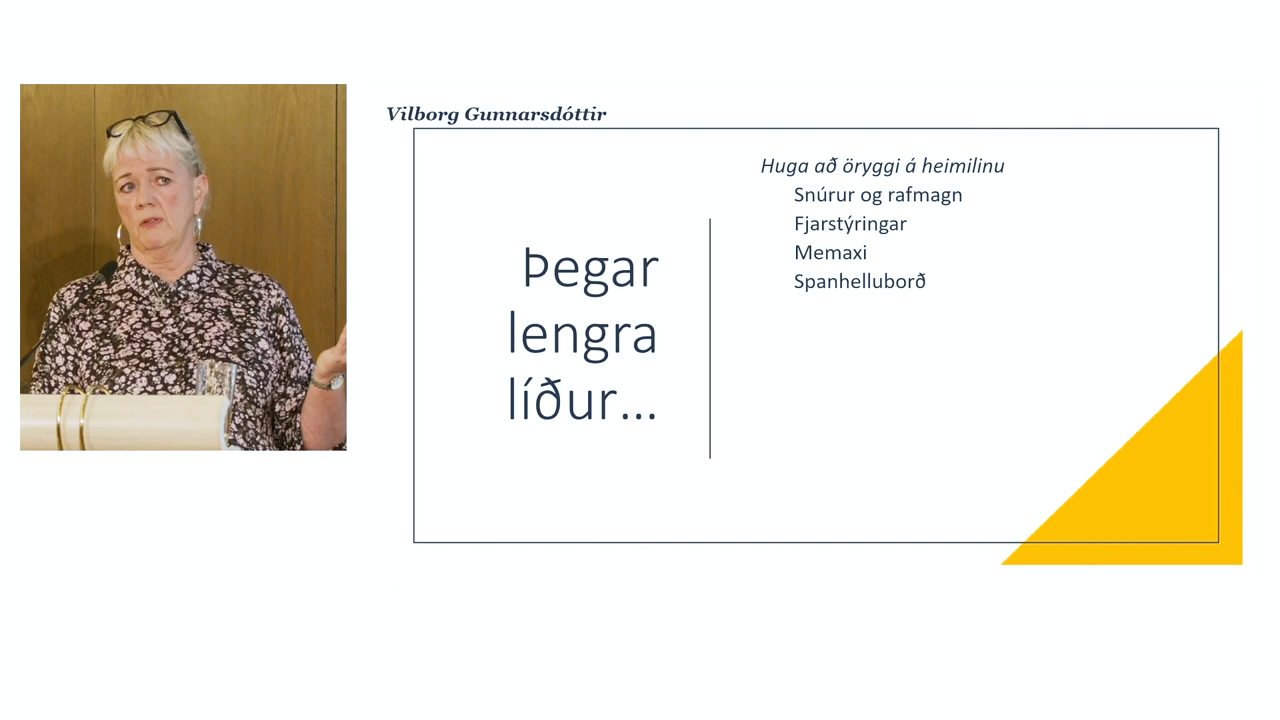 Vilborg Gunnarsdóttir
Þegar
lengra
líður...
Huga að öryggi á heimilinu
Snúrur og rafmagn
Fjarstýringar
Memaxi
Spanhelluborð